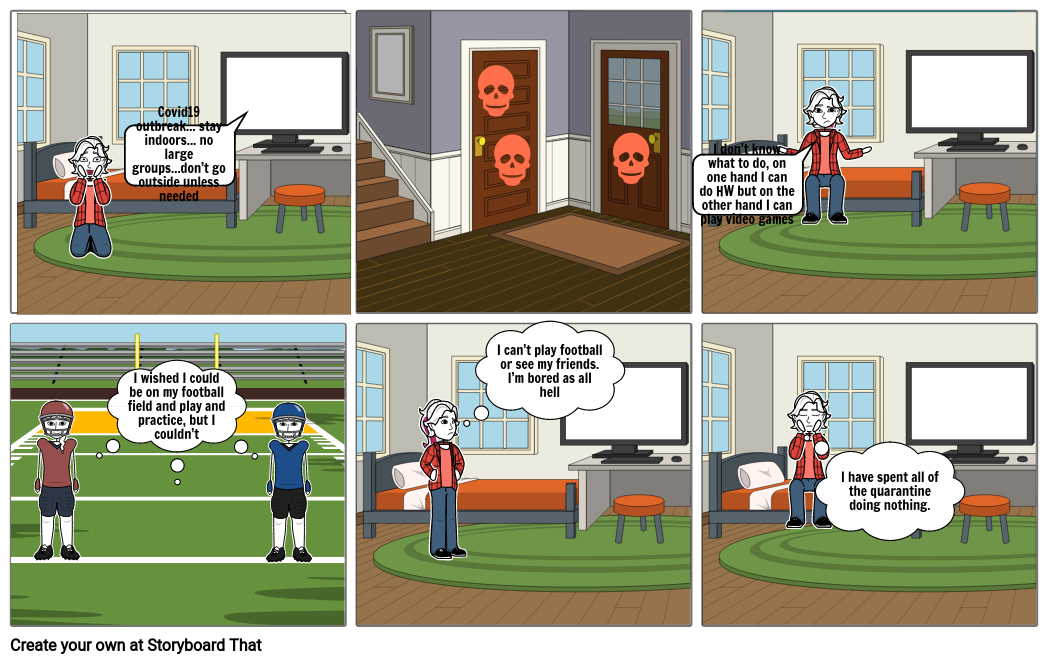 Covid19
outbreak... stay
indoors... no
large
groups...don't go
outside unless
needed
I don't know
what to do, on
one hand I can
do HW but on the
other hand I can
play video games
I wished I could
be on my football
field and play and
practice, but I
couldn't
I can't play football
or see my friends.
I'm bored as all
hell
I have spent all of
the quarantine
doing nothing.
Create your own at Storyboard That